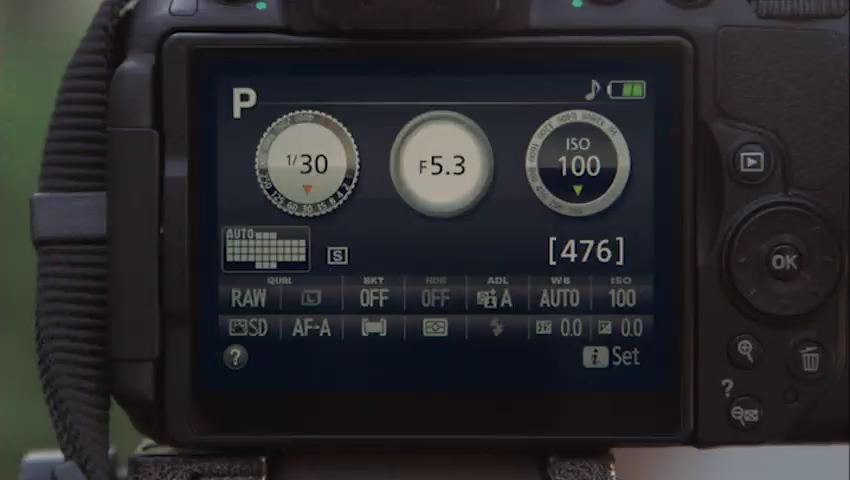 P
1/30
F5.3
ISO
100
AUTO
S
[476]
QUAL BKT HDR ADL WB ISO
RAW L OFF OFF A AUTO 100
SD AF-A 0.0 0.0
? i Set
OK
?